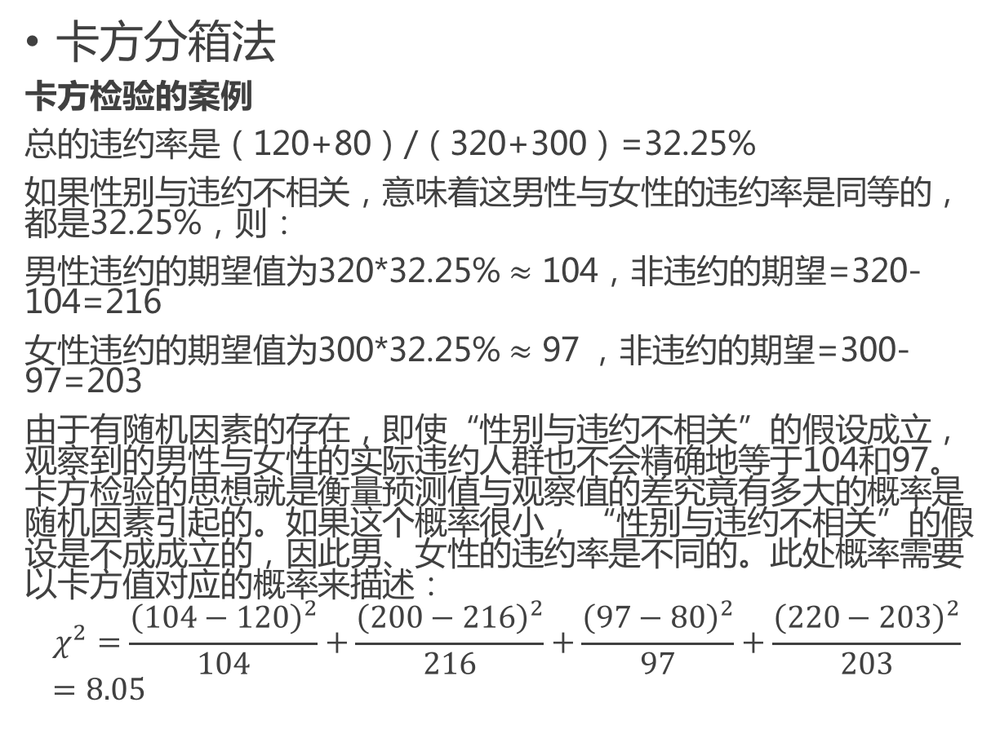 • 卡方分箱法
卡方检验的案例
总的违约率是（120+80）/（320+300）=32.25%
如果性别与违约不相关，意味着这男性与女性的违约率是同等的，
都是32.25%，则：
男性违约的期望值为320*32.25% ≈ 104，非违约的期望=320-
104=216
女性违约的期望值为300*32.25% ≈ 97 ，非违约的期望=300-
97=203
由于有随机因素的存在，即使“性别与违约不相关”的假设成立，
观察到的男性与女性的实际违约人群也不会精确地等于104和97。
卡方检验的思想就是衡量预测值与观察值的差究竟有多大的概率是
随机因素引起的。如果这个概率很小，“性别与违约不相关”的假
设是不成成立的，因此男、女性的违约率是不同的。此处概率需要
以卡方值对应的概率来描述：
χ² = (104 − 120)²/104 + (200 − 216)²/216 + (97 − 80)²/97 + (220 − 203)²/203
= 8.05